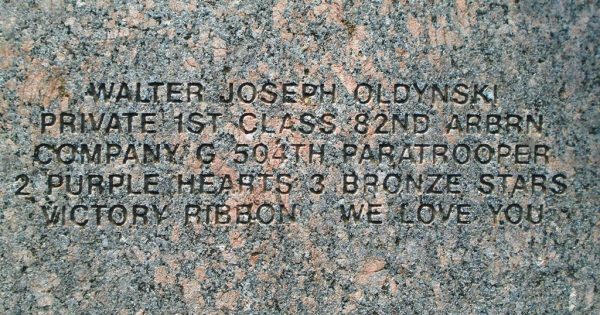 WALTER JOSEPH OLDYNSKI
PRIVATE 1ST CLASS 82ND ARBRN
COMPANY G 504TH PARATROOPER
2 PURPLE HEARTS 3 BRONZE STARS
VICTORY RIBBON WE LOVE YOU